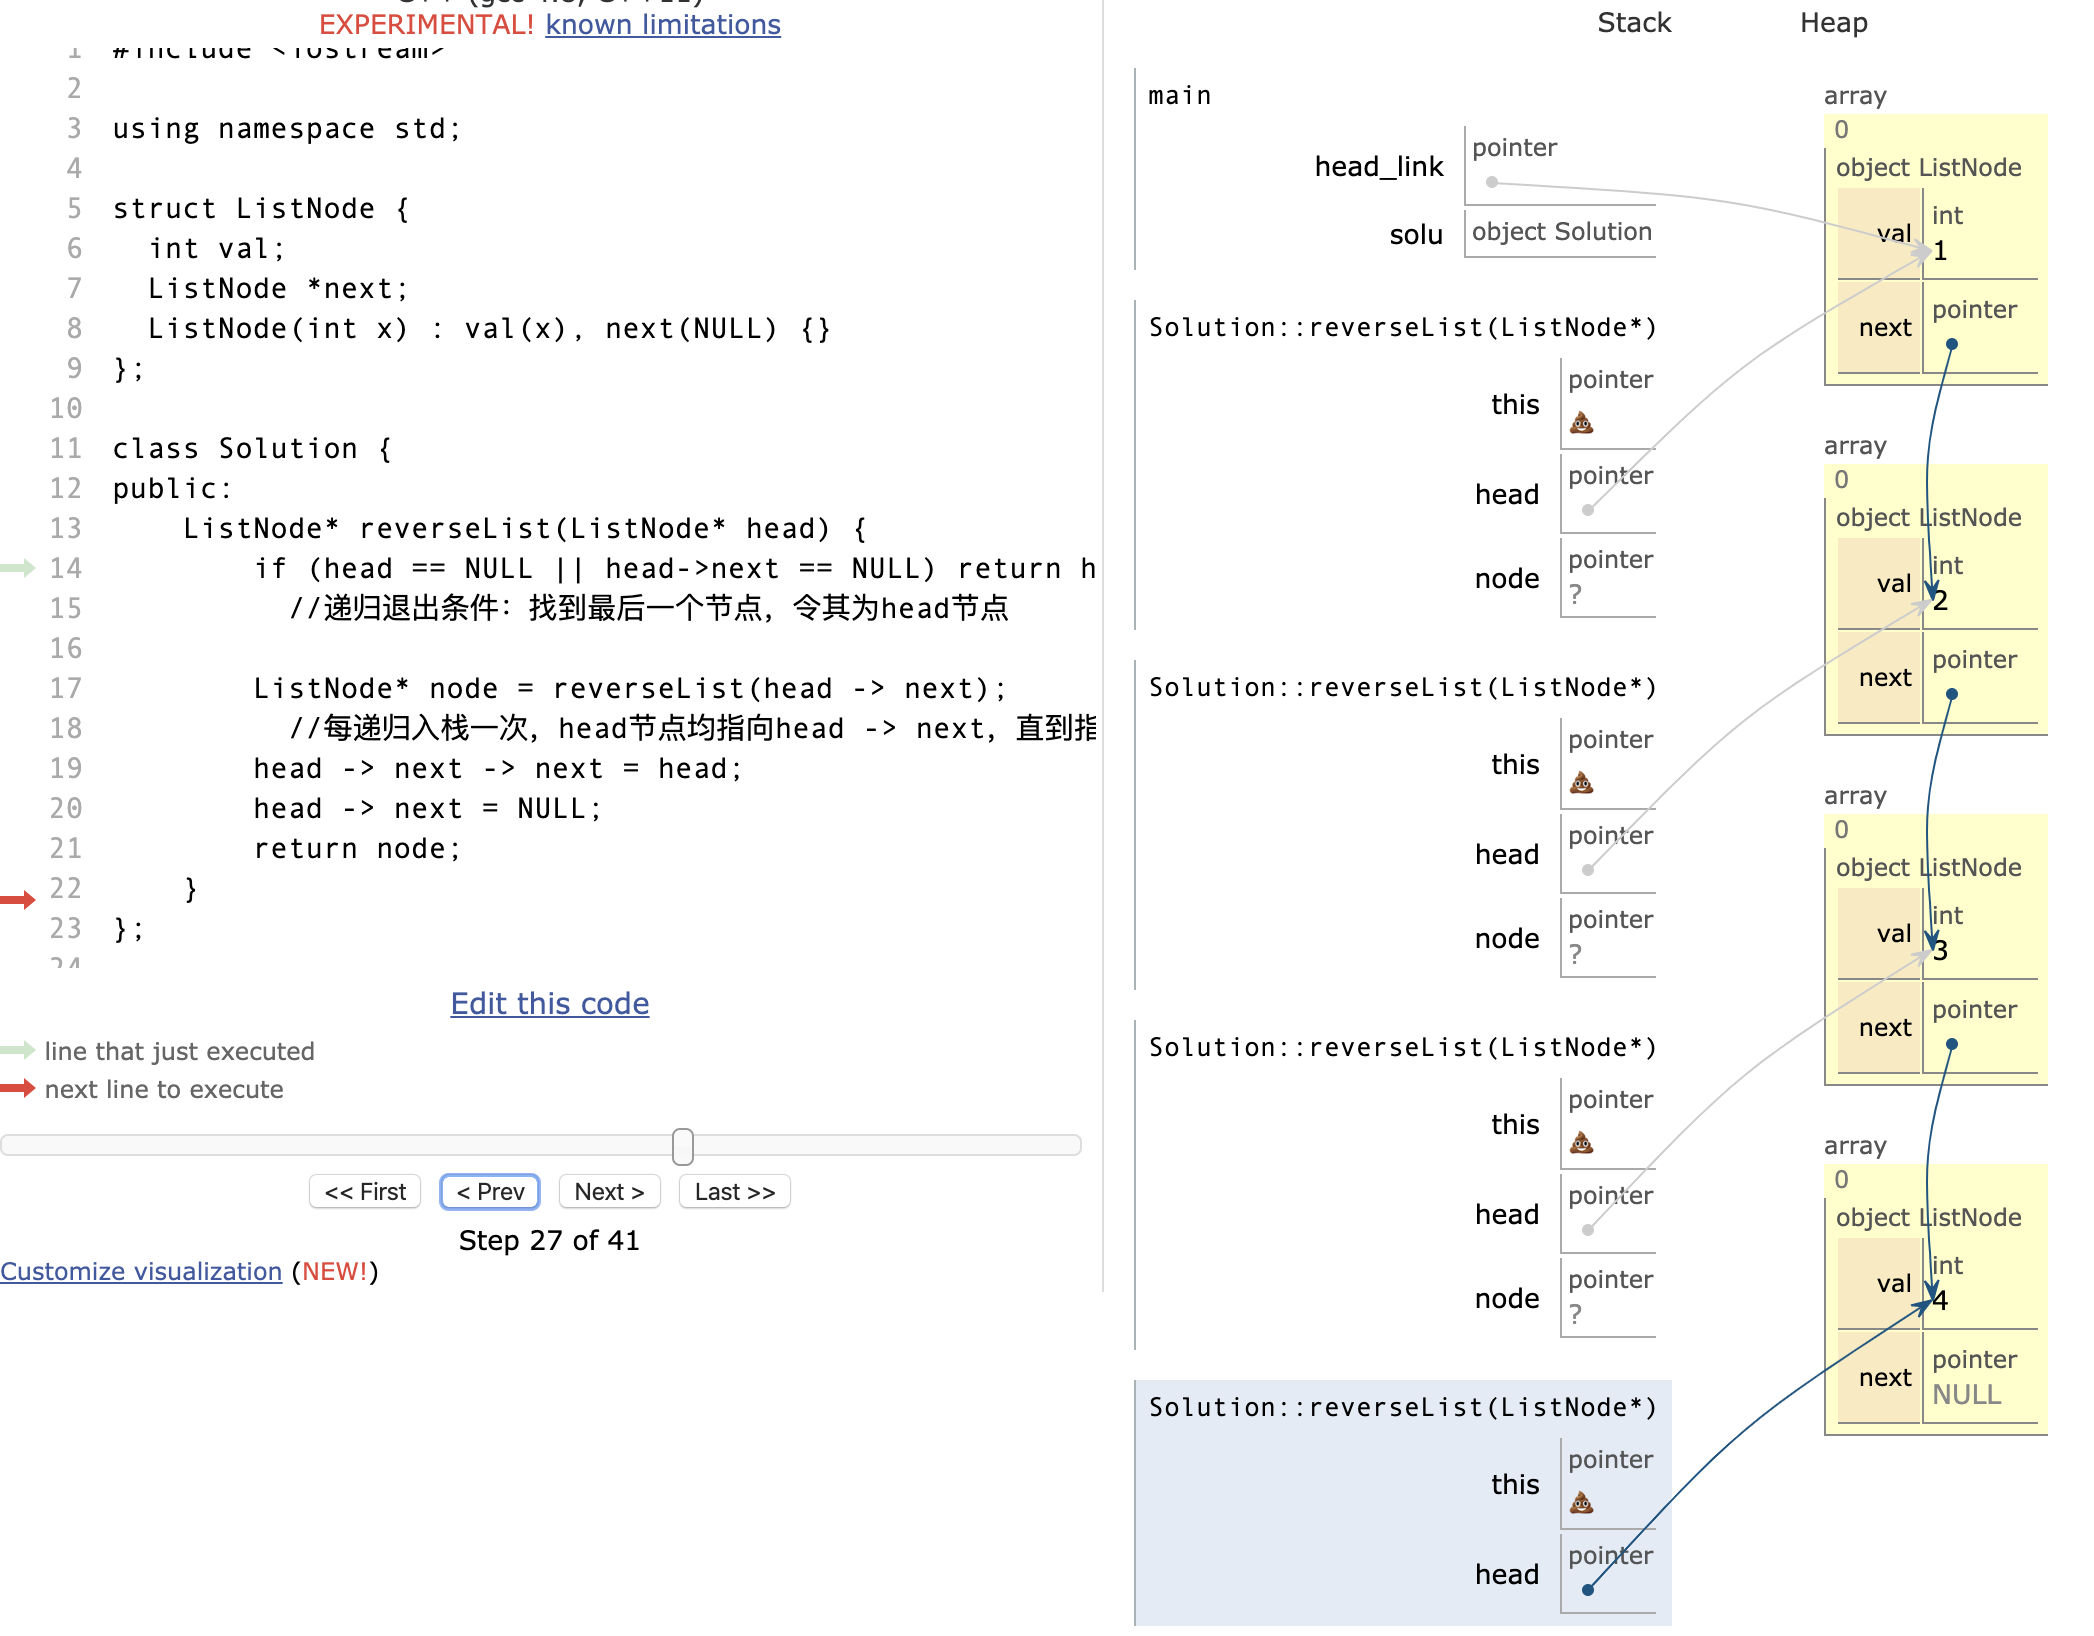 EXPERIMENTAL! known limitations
1 #include <iostream>
2
3 using namespace std;
4
5 struct ListNode {
6 int val;
7 ListNode *next;
8 ListNode(int x) : val(x), next(NULL) {}
9 };
10
11 class Solution {
12 public:
13 ListNode* reverseList(ListNode* head) {
14 if (head == NULL || head->next == NULL) return h
15 //递归退出条件：找到最后一个节点，令其为head节点
16
17 ListNode* node = reverseList(head -> next);
18 //每递归入栈一次，head节点均指向head -> next，直到指
19 head -> next -> next = head;
20 head -> next = NULL;
21 return node;
22 }
23 };
24
Edit this code
line that just executed
next line to execute
<< First < Prev Next > Last >>
Step 27 of 41
Customize visualization (NEW!)
Stack Heap
main
head_link pointer
solu object Solution
Solution::reverseList(ListNode*)
this pointer
💩
head pointer
node pointer
?
Solution::reverseList(ListNode*)
this pointer
💩
head pointer
node pointer
?
Solution::reverseList(ListNode*)
this pointer
💩
head pointer
node pointer
?
Solution::reverseList(ListNode*)
this pointer
💩
head pointer
array
0
object ListNode
val int
1
next pointer
array
0
object ListNode
val int
2
next pointer
array
0
object ListNode
val int
3
next pointer
array
0
object ListNode
val int
4
next pointer
NULL